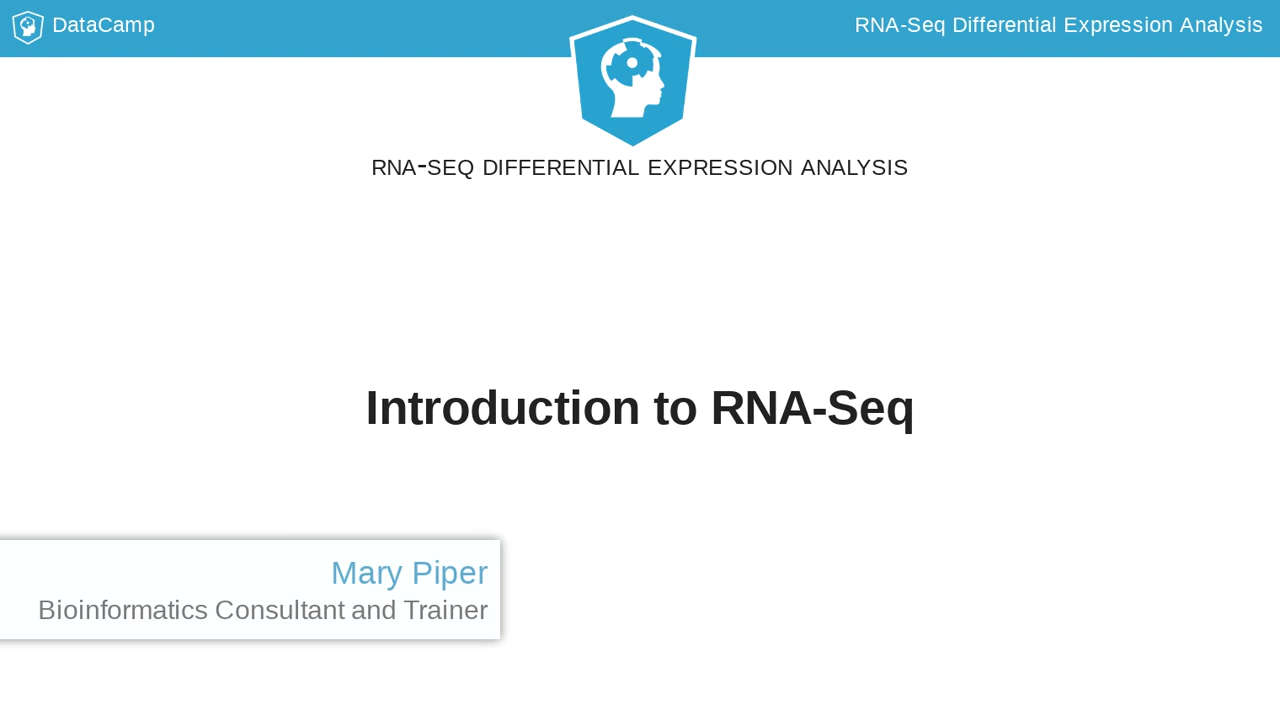 DataCamp
RNA-Seq Differential Expression Analysis
RNA-SEQ DIFFERENTIAL EXPRESSION ANALYSIS
Introduction to RNA-Seq
Mary Piper
Bioinformatics Consultant and Trainer